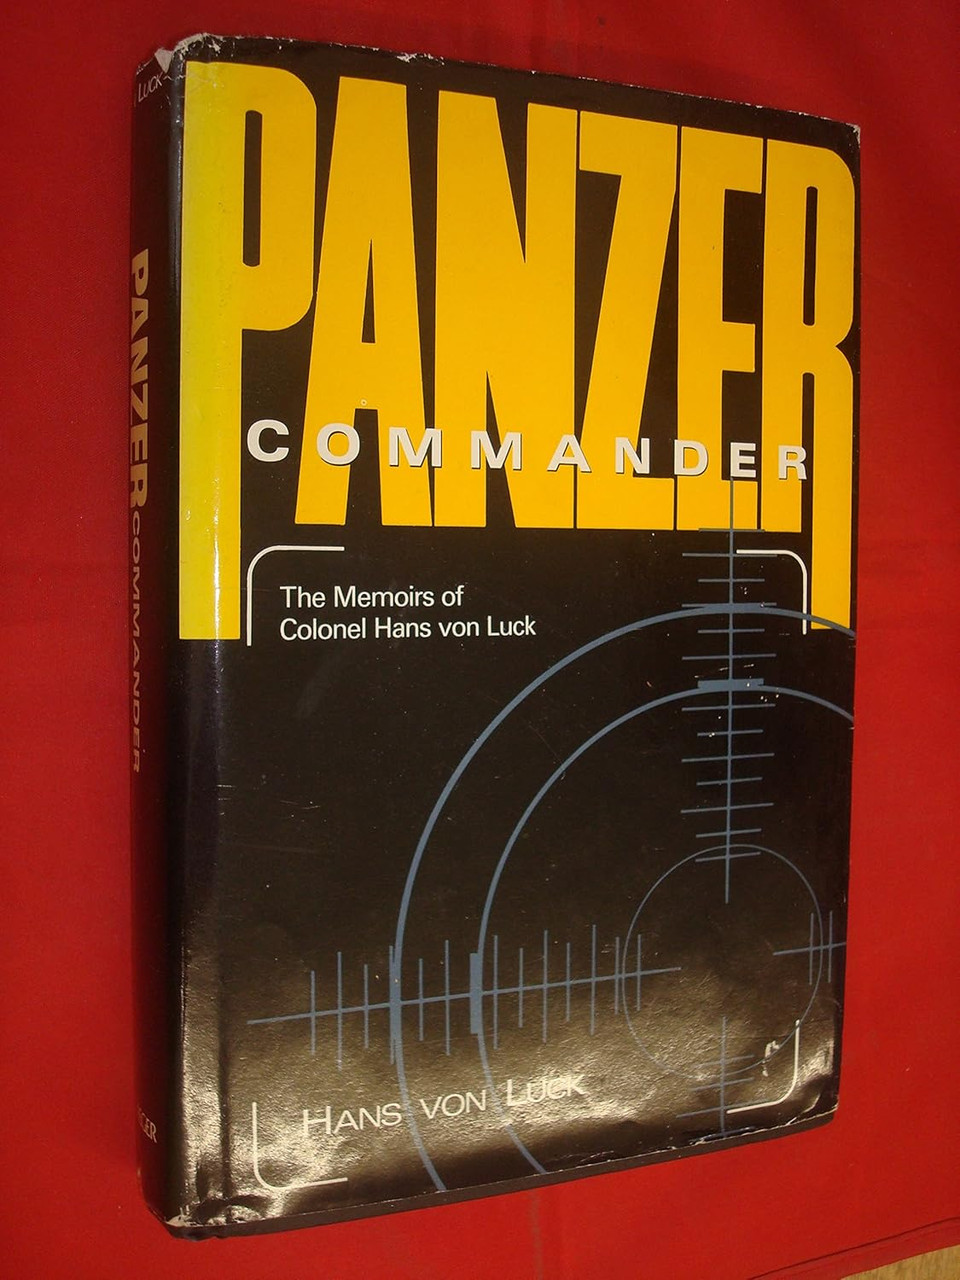 PANZER
COMMANDER
The Memoirs of
Colonel Hans von Luck
HANS VON LUCK
LUCK
PANZER COMMANDER